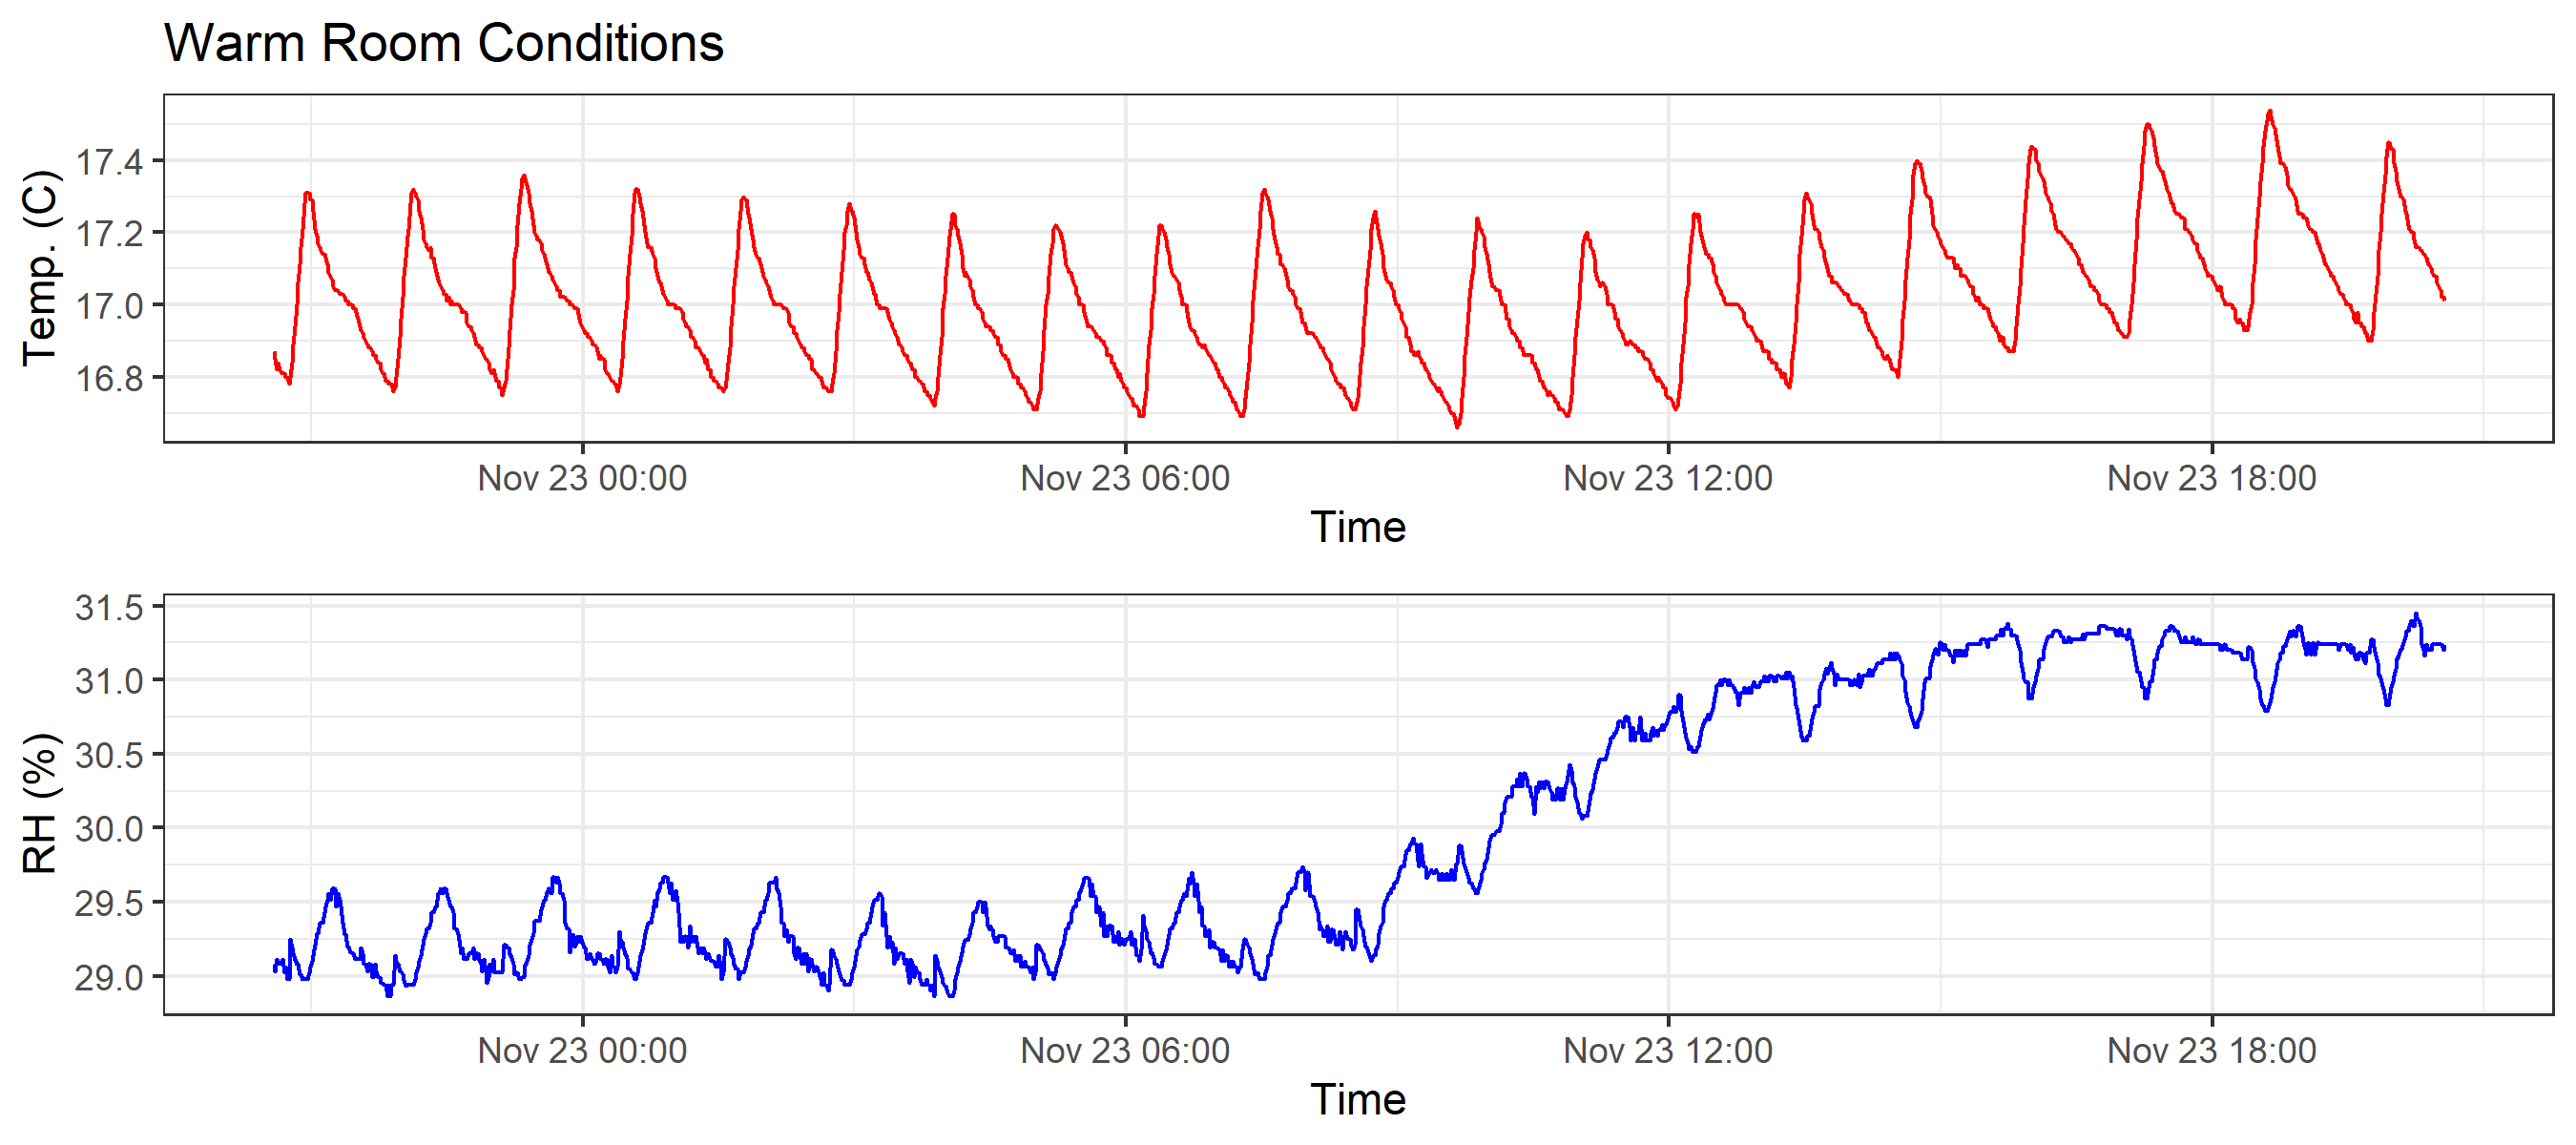 Warm Room Conditions
17.4
17.2
17.0
16.8
Temp. (C)
Nov 23 00:00 Nov 23 06:00 Nov 23 12:00 Nov 23 18:00
Time
31.5
31.0
30.5
30.0
29.5
29.0
RH (%)
Nov 23 00:00 Nov 23 06:00 Nov 23 12:00 Nov 23 18:00
Time